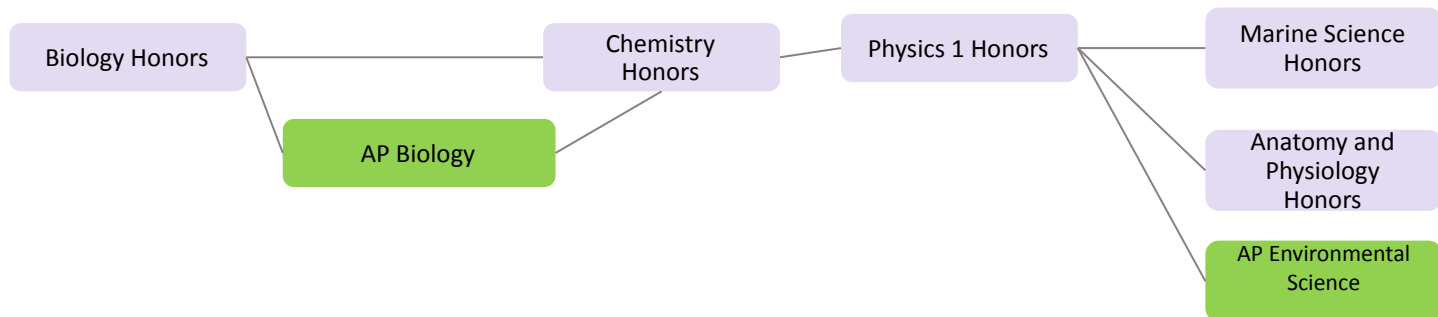 Biology Honors
AP Biology
Chemistry
Honors
Physics 1 Honors
Marine Science
Honors
Anatomy and
Physiology
Honors
AP Environmental
Science